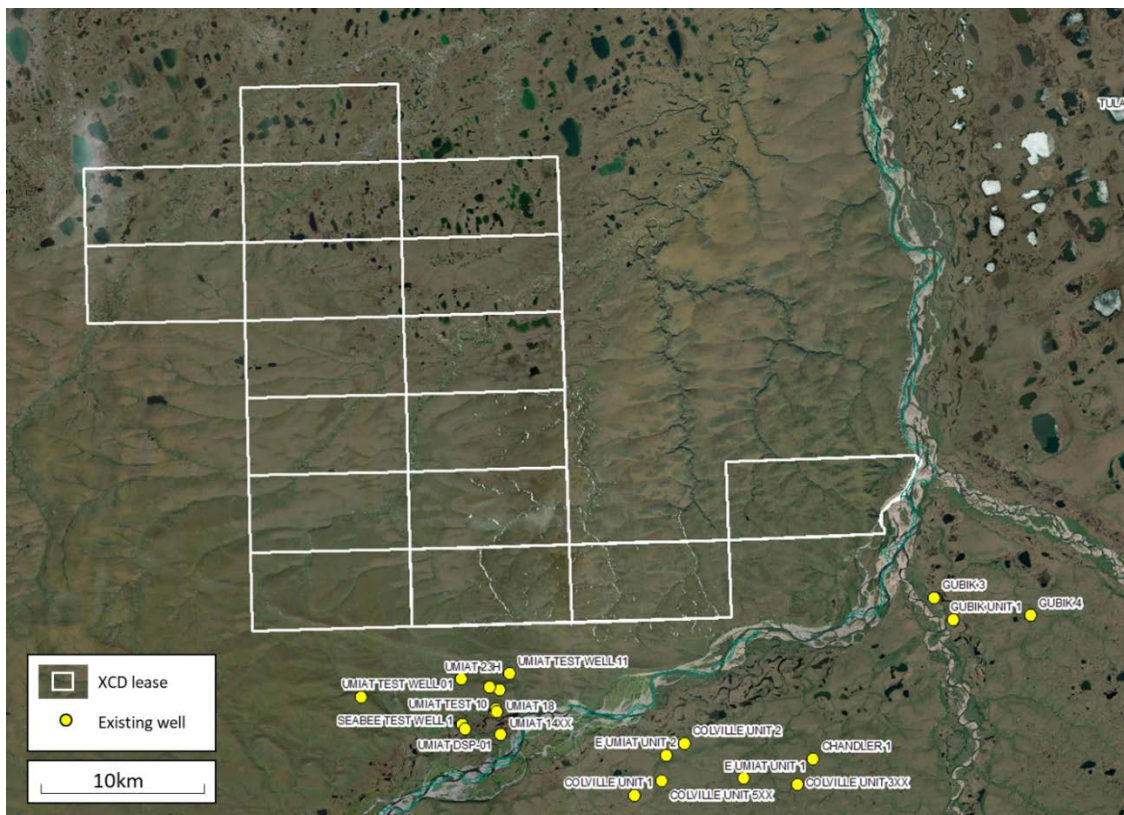 TULA
GUBIK 3
GUBIK UNIT 1
GUBIK 4
UMIAT 23H
UMIAT TEST WELL 11
UMIAT TEST WELL 01
UMIAT TEST 10
UMIAT 18
SEABEE TEST WELL 1
UMIAT 14XX
UMIAT DSP-01
COLVILLE UNIT 2
E UMIAT UNIT 2
CHANDLER 1
E UMIAT UNIT 1
COLVILLE UNIT 1
COLVILLE UNIT 3XX
COLVILLE UNIT 5XX
XCD lease
Existing well
10km